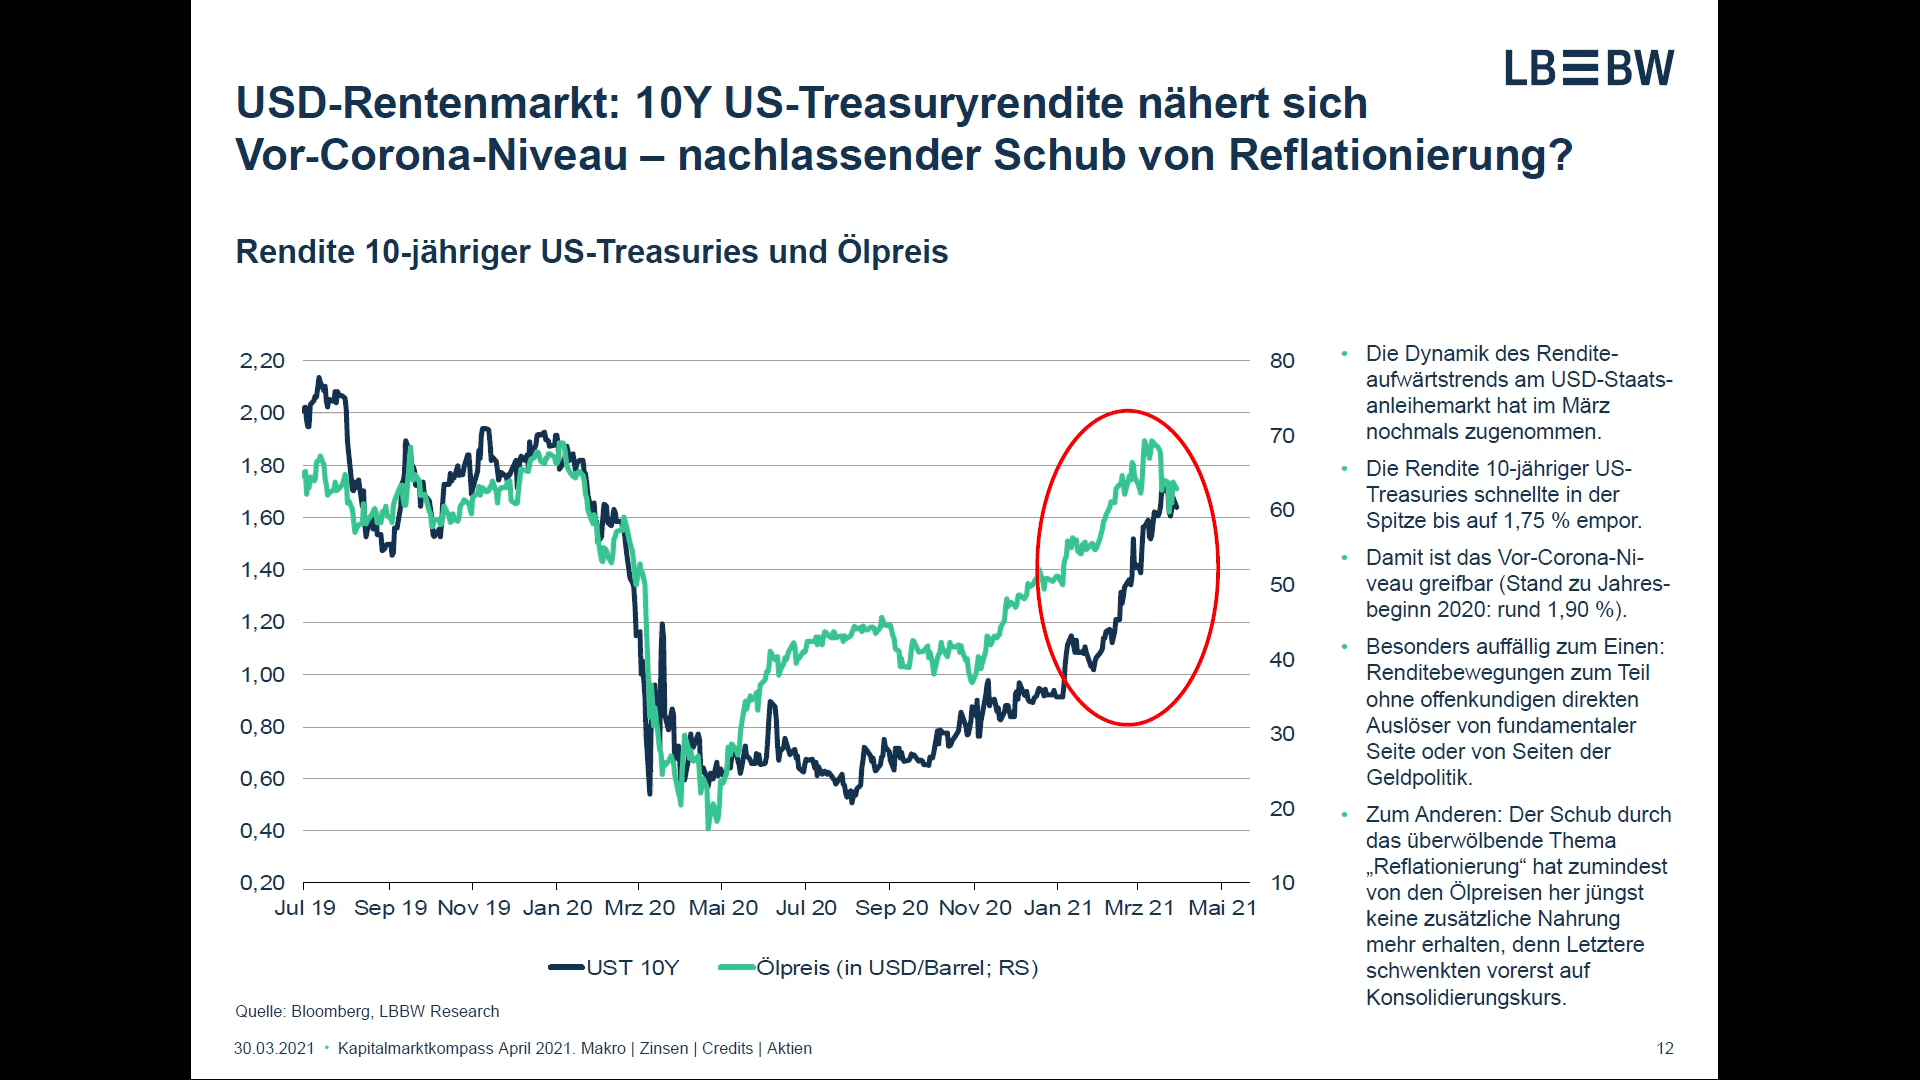 LBBW
USD-Rentenmarkt: 10Y US-Treasuryrendite nähert sich
Vor-Corona-Niveau – nachlassender Schub von Reflationierung?
Rendite 10-jähriger US-Treasuries und Ölpreis
2,20
2,00
1,80
1,60
1,40
1,20
1,00
0,80
0,60
0,40
0,20
80
70
60
50
40
30
20
10
Jul 19 Sep 19 Nov 19 Jan 20 Mrz 20 Mai 20 Jul 20 Sep 20 Nov 20 Jan 21 Mrz 21 Mai 21
UST 10Y Ölpreis (in USD/Barrel; RS)
• Die Dynamik des Rendite-
aufwärtstrends am USD-Staats-
anleihemarkt hat im März
nochmals zugenommen.
• Die Rendite 10-jähriger US-
Treasuries schnellte in der
Spitze bis auf 1,75 % empor.
• Damit ist das Vor-Corona-Ni-
veau greifbar (Stand zu Jahres-
beginn 2020: rund 1,90 %).
• Besonders auffällig zum Einen:
Renditebewegungen zum Teil
ohne offenkundigen direkten
Auslöser von fundamentaler
Seite oder von Seiten der
Geldpolitik.
• Zum Anderen: Der Schub durch
das überwölbende Thema
„Reflationierung“ hat zumindest
von den Ölpreisen her jüngst
keine zusätzliche Nahrung
mehr erhalten, denn Letztere
schwenkten vorerst auf
Konsolidierungskurs.
Quelle: Bloomberg, LBBW Research
30.03.2021 • Kapitalmarktkompass April 2021. Makro | Zinsen | Credits | Aktien
12